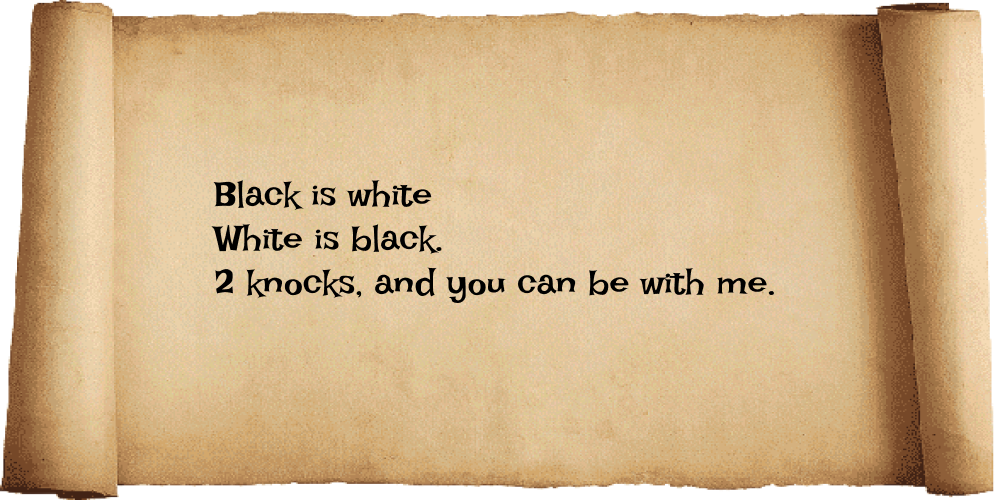 Black is white
White is black.
2 knocks, and you can be with me.